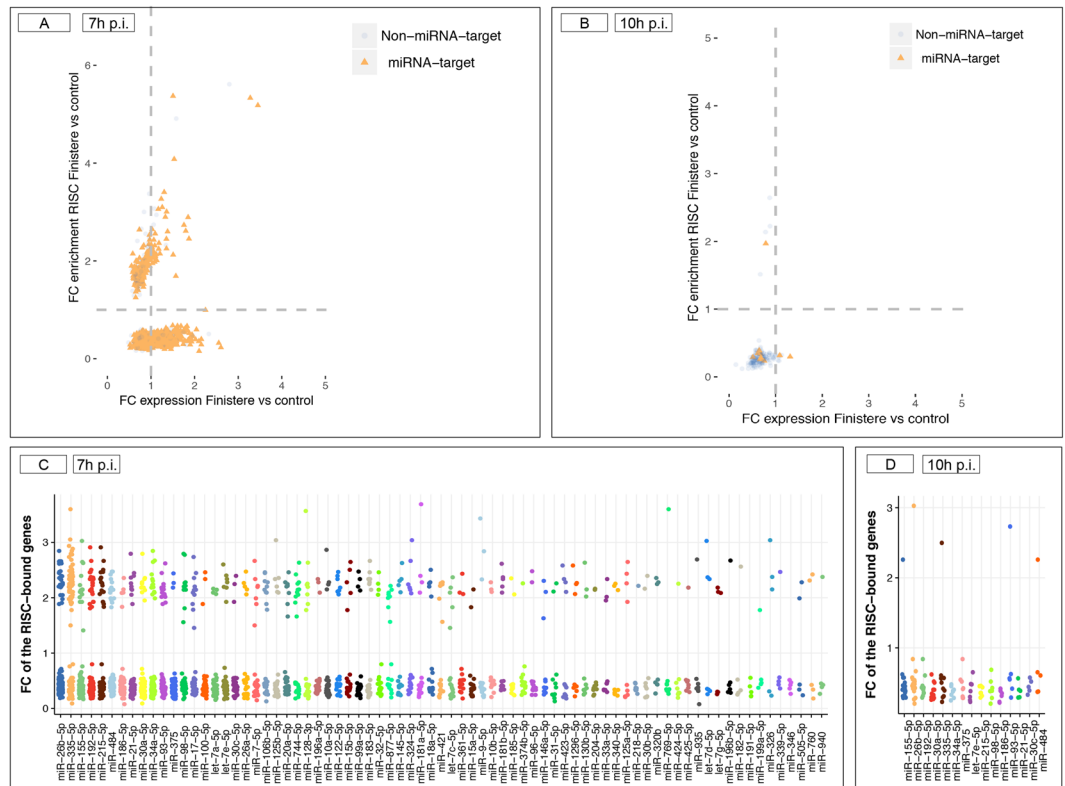 A
7h p.i.
Non−miRNA−target
miRNA−target
FC enrichment RISC Finistere vs control
6
4
2
0
0
1
2
3
4
5
FC expression Finistere vs control
B
10h p.i.
Non−miRNA−target
miRNA−target
FC enrichment RISC Finistere vs control
5
4
3
2
1
0
0
1
2
3
4
5
FC expression Finistere vs control
C
7h p.i.
FC of the RISC−bound genes
3
2
1
0
miR−26b−5p
miR−335−5p
miR−155−5p
miR−192−5p
miR−215−5p
miR−484
miR−186−5p
miR−21−5p
miR−30a−5p
miR−34a−5p
miR−93−5p
miR−375
miR−98−5p
miR−17−5p
miR−100−5p
let−7a−5p
let−7e−5p
miR−30c−5p
miR−26a−5p
miR−7−5p
miR−106b−5p
miR−125b−5p
miR−20a−5p
miR−744−5p
miR−128−3p
miR−196a−5p
miR−10a−5p
miR−122−5p
miR−15b−5p
miR−99a−5p
miR−183−5p
miR−32−5p
miR−877−5p
miR−145−5p
miR−324−5p
miR−181a−5p
miR−18a−5p
miR−421
let−7c−5p
miR−361−5p
miR−15a−5p
miR−9−5p
miR−10b−5p
miR−181b−5p
miR−185−5p
miR−374b−5p
miR−96−5p
miR−146a−5p
miR−31−5p
miR−423−5p
miR−1296−5p
miR−130b−5p
miR−204−5p
miR−33a−5p
miR−340−5p
miR−125a−5p
miR−218−5p
miR−30b−5p
miR−320b
miR−769−5p
miR−424−5p
miR−425−5p
miR−935
let−7d−5p
let−7g−5p
miR−196b−5p
miR−182−5p
miR−191−5p
miR−199a−5p
miR−326
miR−339−5p
miR−346
miR−505−5p
miR−760
miR−940
D
10h p.i.
FC of the RISC−bound genes
3
2
1
miR−155−5p
miR−26b−5p
miR−192−5p
miR−30a−5p
miR−335−5p
miR−34a−5p
miR−375
let−7e−5p
miR−215−5p
miR−98−5p
miR−186−5p
miR−93−5p
miR−21−5p
miR−30c−5p
miR−484